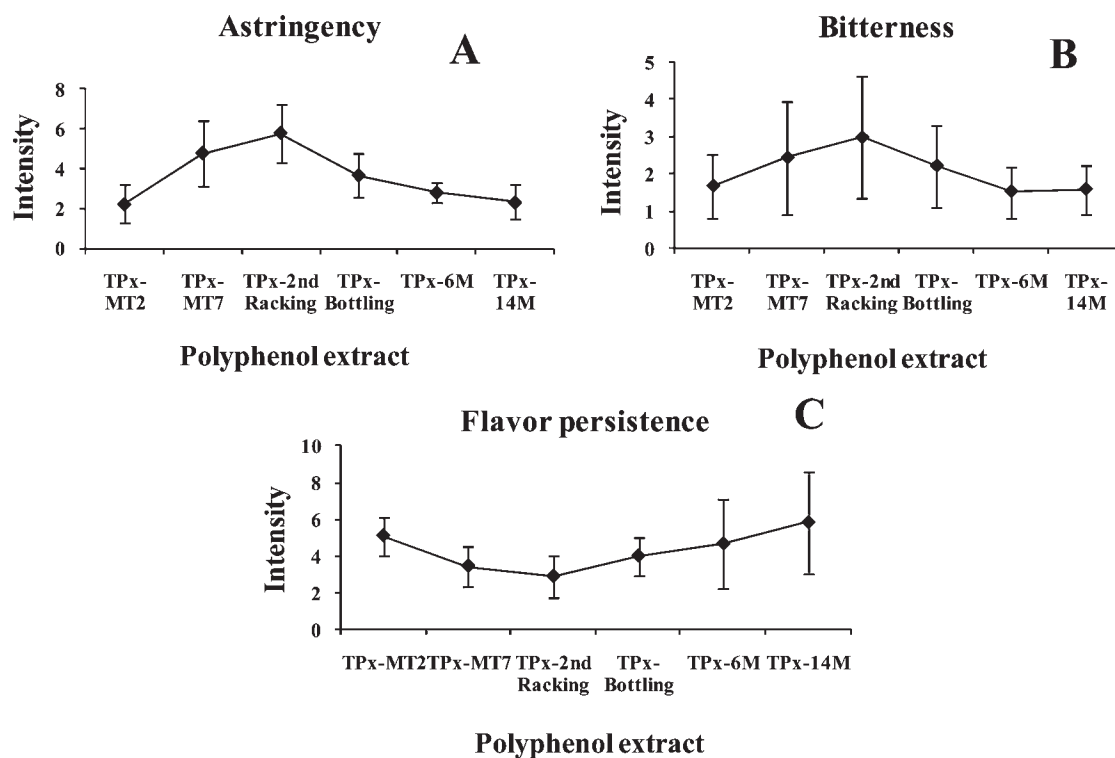 Astringency
A
Intensity
8
6
4
2
0
TPx- TPx- TPx-2nd TPx- TPx-6M TPx-
MT2 MT7 Racking Bottling 14M
Polyphenol extract
Bitterness
B
Intensity
5
4
3
2
1
0
TPx- TPx- TPx-2nd TPx- TPx-6M TPx-
MT2 MT7 Racking Bottling 14M
Polyphenol extract
Flavor persistence
C
Intensity
10
8
6
4
2
0
TPx-MT2 TPx-MT7 TPx-2nd TPx- TPx-6M TPx-14M
Racking Bottling
Polyphenol extract